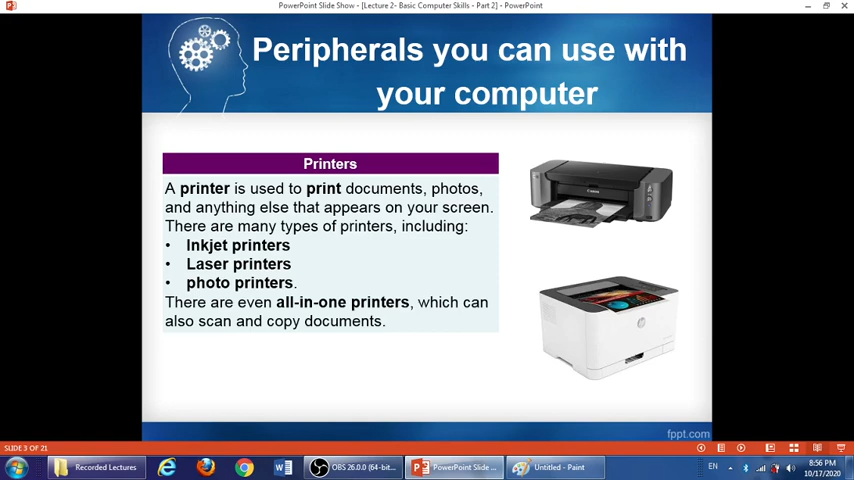 PowerPoint Slide Show - [Lecture 2- Basic Computer Skills - Part 2] - PowerPoint
Peripherals you can use with
your computer
Printers
A printer is used to print documents, photos,
and anything else that appears on your screen.
There are many types of printers, including:
• Inkjet printers
• Laser printers
• photo printers.
There are even all-in-one printers, which can
also scan and copy documents.
Canon
hp
fppt.com
SLIDE 3 OF 21
Recorded Lectures
OBS 26.0.0 (64-bit...
PowerPoint Slide ...
Untitled - Paint
EN
8:56 PM
10/17/2020